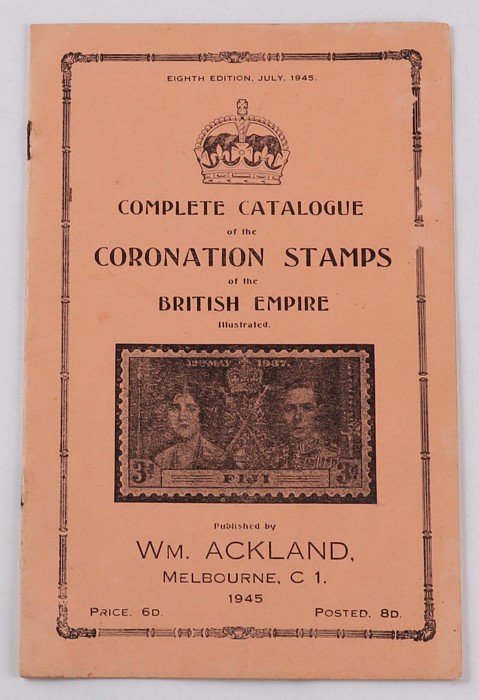 EIGHTH EDITION, JULY, 1945.
COMPLETE CATALOGUE
of the
CORONATION STAMPS
of the
BRITISH EMPIRE
Illustrated.
12TH MAY 1937.
3D 3D
FIJI
Published by
WM. ACKLAND,
MELBOURNE, C 1.
1945
PRICE, 6D. POSTED, 8D.